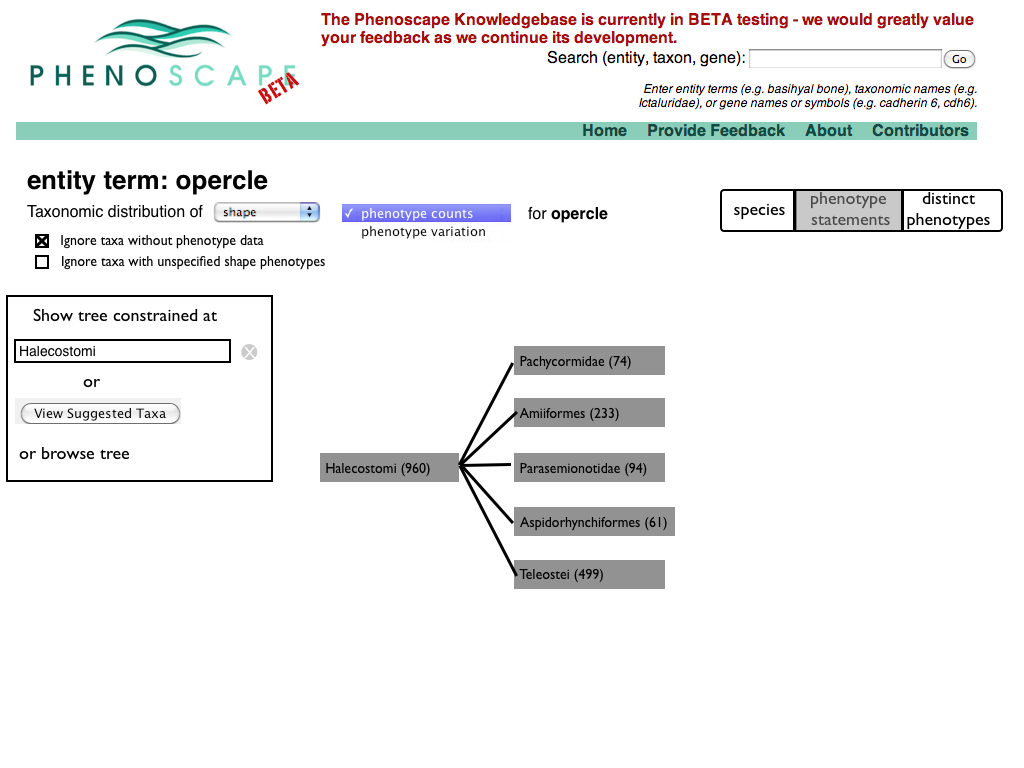 The Phenoscape Knowledgebase is currently in BETA testing - we would greatly value
your feedback as we continue its development.
PHENOSCAPE
BETA
Search (entity, taxon, gene):
Go
Enter entity terms (e.g. basihyal bone), taxonomic names (e.g.
Ictaluridae), or gene names or symbols (e.g. cadherin 6, cdh6).
Home Provide Feedback About Contributors
entity term: opercle
Taxonomic distribution of shape ✓ phenotype counts for opercle
phenotype variation
species
phenotype
statements
distinct
phenotypes
Ignore taxa without phenotype data
Ignore taxa with unspecified shape phenotypes
Show tree constrained at
Halecostomi
or
View Suggested Taxa
or browse tree
Halecostomi (960)
Pachycormidae (74)
Amiiformes (233)
Parasemionotidae (94)
Aspidorhynchiformes (61)
Teleostei (499)